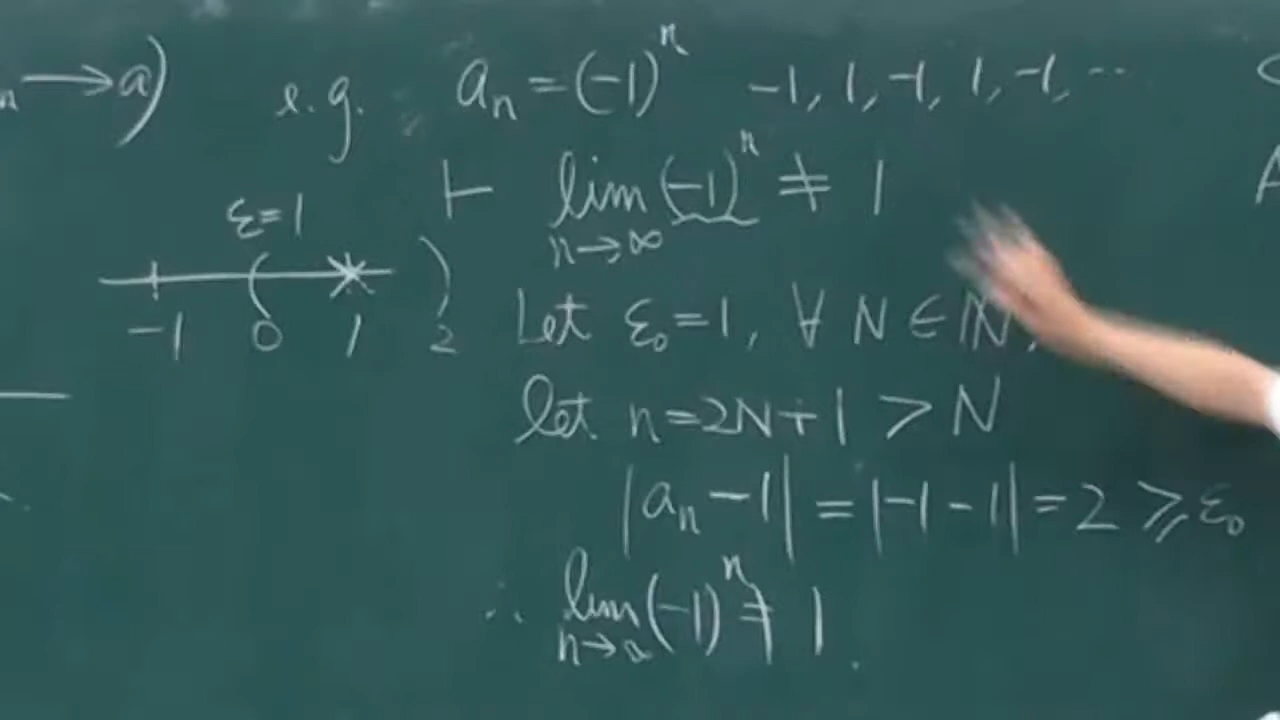 n → a)
e.g. aₙ = (-1)ⁿ -1, 1, -1, 1, -1, ...
⊢ lim (-1)ⁿ ≠ 1
n→∞
ε=1
-1 0 1 2
Let ε₀=1, ∀ N ∈ ℕ,
let n=2N+1 > N
|aₙ -1| = |-1 -1| = 2 ⩾ ε₀
∴ lim (-1)ⁿ ≠ 1.
n→∞